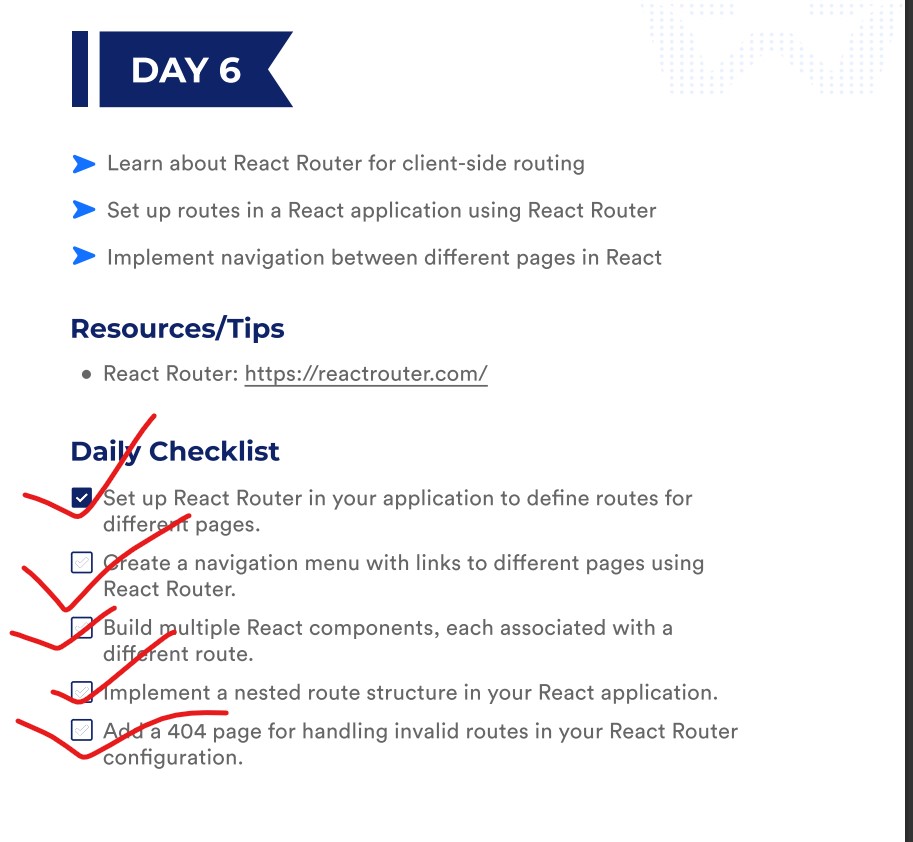 DAY 6
Learn about React Router for client-side routing
Set up routes in a React application using React Router
Implement navigation between different pages in React
Resources/Tips
React Router: https://reactrouter.com/
Daily Checklist
Set up React Router in your application to define routes for
different pages.
Create a navigation menu with links to different pages using
React Router.
Build multiple React components, each associated with a
different route.
Implement a nested route structure in your React application.
Add a 404 page for handling invalid routes in your React Router
configuration.